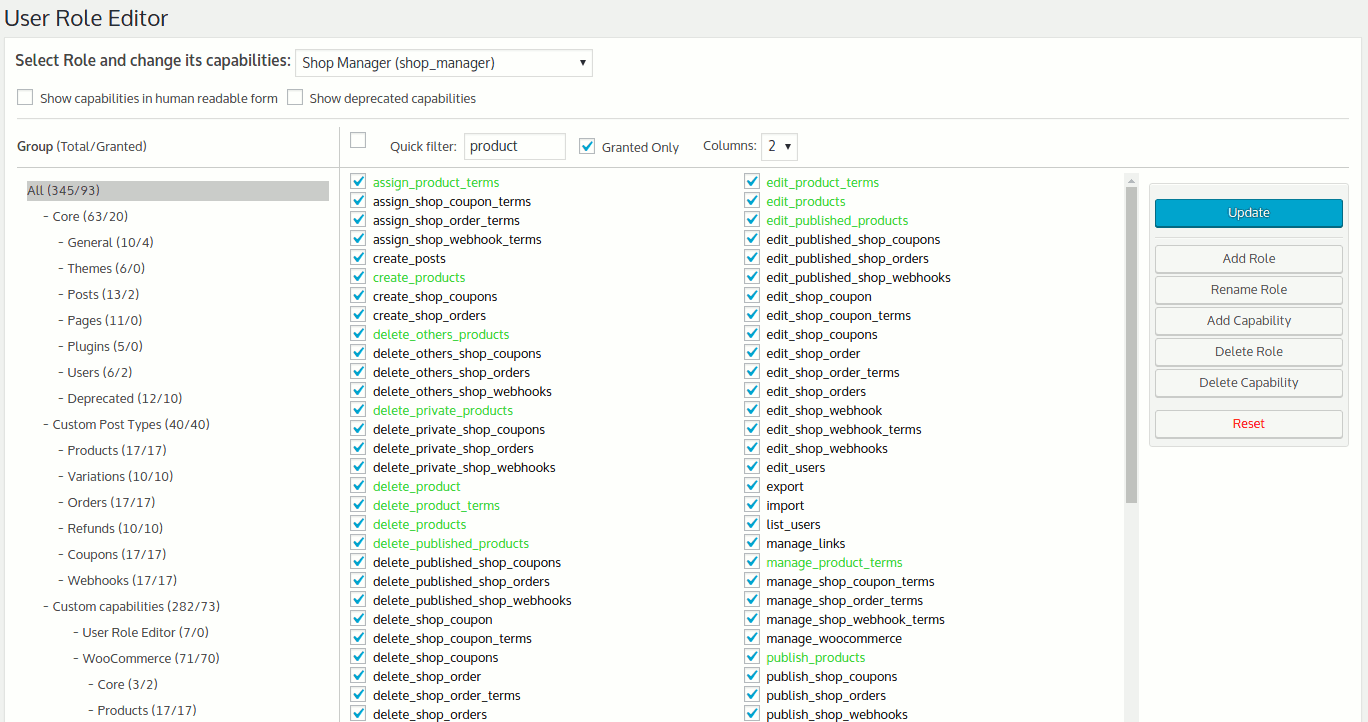 User Role Editor
Select Role and change its capabilities: Shop Manager (shop_manager)
Show capabilities in human readable form Show deprecated capabilities
Group (Total/Granted)
Quick filter: product Granted Only Columns: 2
All (345/93)
- Core (63/20)
- General (10/4)
- Themes (6/0)
- Posts (13/2)
- Pages (11/0)
- Plugins (5/0)
- Users (6/2)
- Deprecated (12/10)
- Custom Post Types (40/40)
- Products (17/17)
- Variations (10/10)
- Orders (17/17)
- Refunds (10/10)
- Coupons (17/17)
- Webhooks (17/17)
- Custom capabilities (282/73)
- User Role Editor (7/0)
- WooCommerce (71/70)
- Core (3/2)
- Products (17/17)
assign_product_terms
assign_shop_coupon_terms
assign_shop_order_terms
assign_shop_webhook_terms
create_posts
create_products
create_shop_coupons
create_shop_orders
delete_others_products
delete_others_shop_coupons
delete_others_shop_orders
delete_others_shop_webhooks
delete_private_products
delete_private_shop_coupons
delete_private_shop_orders
delete_private_shop_webhooks
delete_product
delete_product_terms
delete_products
delete_published_products
delete_published_shop_coupons
delete_published_shop_orders
delete_published_shop_webhooks
delete_shop_coupon
delete_shop_coupon_terms
delete_shop_coupons
delete_shop_order
delete_shop_order_terms
delete_shop_orders
edit_product_terms
edit_products
edit_published_products
edit_published_shop_coupons
edit_published_shop_orders
edit_published_shop_webhooks
edit_shop_coupon
edit_shop_coupon_terms
edit_shop_coupons
edit_shop_order
edit_shop_order_terms
edit_shop_orders
edit_shop_webhook
edit_shop_webhook_terms
edit_shop_webhooks
edit_users
export
import
list_users
manage_links
manage_product_terms
manage_shop_coupon_terms
manage_shop_order_terms
manage_shop_webhook_terms
manage_woocommerce
publish_products
publish_shop_coupons
publish_shop_orders
publish_shop_webhooks
Update
Add Role
Rename Role
Add Capability
Delete Role
Delete Capability
Reset